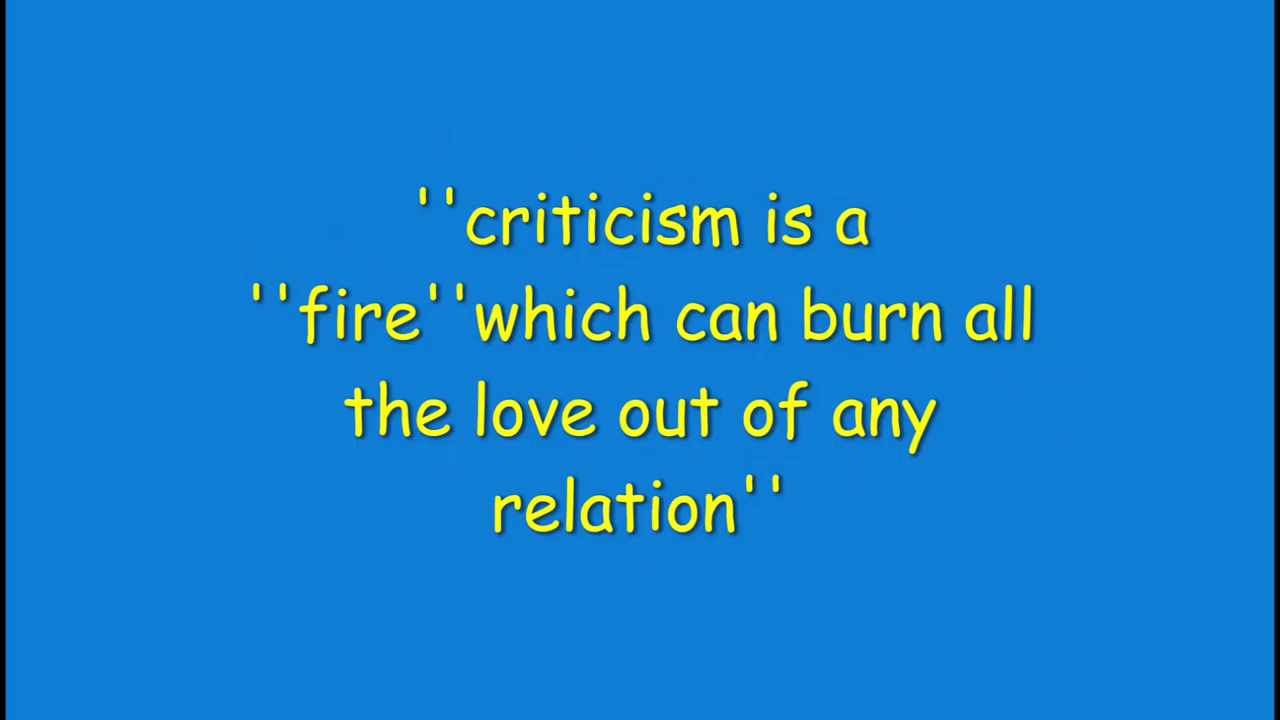 ''criticism is a
''fire''which can burn all
the love out of any
relation''